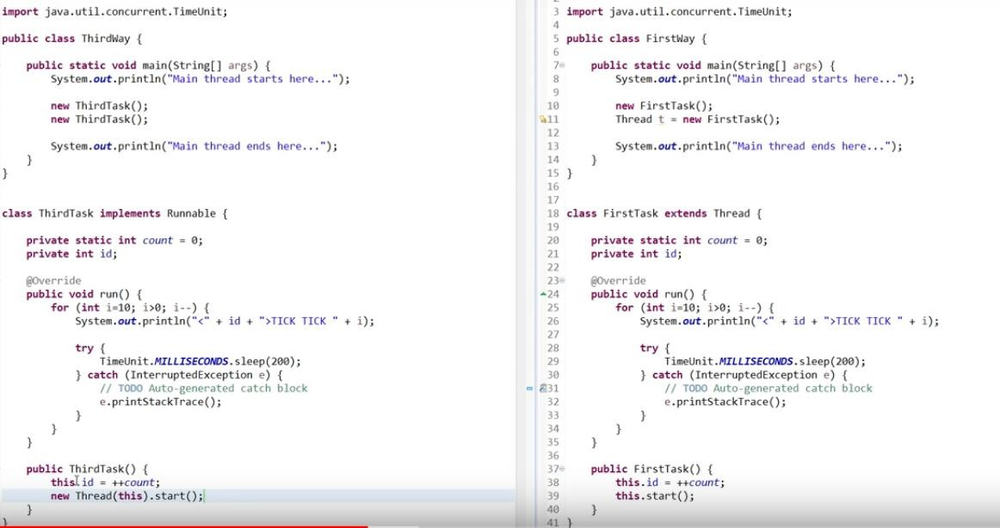 import java.util.concurrent.TimeUnit;
public class ThirdWay {
public static void main(String[] args) {
System.out.println("Main thread starts here...");
new ThirdTask();
new ThirdTask();
System.out.println("Main thread ends here...");
}
}
class ThirdTask implements Runnable {
private static int count = 0;
private int id;
@Override
public void run() {
for (int i=10; i>0; i--) {
System.out.println("<" + id + ">TICK TICK " + i);
try {
TimeUnit.MILLISECONDS.sleep(200);
} catch (InterruptedException e) {
// TODO Auto-generated catch block
e.printStackTrace();
}
}
}
public ThirdTask() {
this.id = ++count;
new Thread(this).start();
}
}
3 import java.util.concurrent.TimeUnit;
4
5 public class FirstWay {
6
7 public static void main(String[] args) {
8 System.out.println("Main thread starts here...");
9
10 new FirstTask();
11 Thread t = new FirstTask();
12
13 System.out.println("Main thread ends here...");
14 }
15 }
16
17
18 class FirstTask extends Thread {
19
20 private static int count = 0;
21 private int id;
22
23 @Override
24 public void run() {
25 for (int i=10; i>0; i--) {
26 System.out.println("<" + id + ">TICK TICK " + i);
27
28 try {
29 TimeUnit.MILLISECONDS.sleep(200);
30 } catch (InterruptedException e) {
31 // TODO Auto-generated catch block
32 e.printStackTrace();
33 }
34 }
35 }
36
37 public FirstTask() {
38 this.id = ++count;
39 this.start();
40 }
41 }